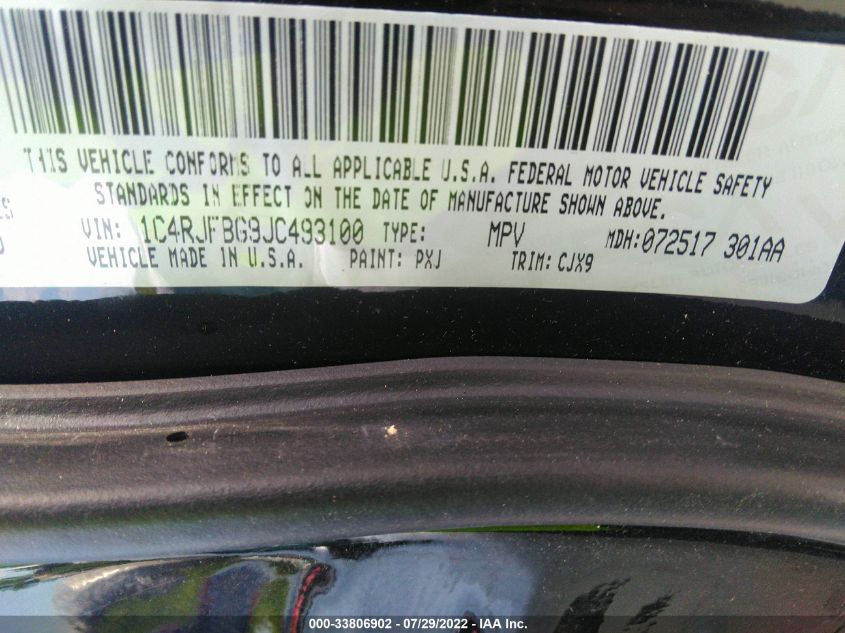 THIS VEHICLE CONFORMS TO ALL APPLICABLE U.S.A. FEDERAL MOTOR VEHICLE SAFETY
STANDARDS IN EFFECT ON THE DATE OF MANUFACTURE SHOWN ABOVE.
VIN: 1C4RJFBG9JC493100 TYPE: MPV MDH:072517 301AA
VEHICLE MADE IN U.S.A. PAINT: PXJ TRIM: CJX9
000-33806902 - 07/29/2022 - IAA Inc.